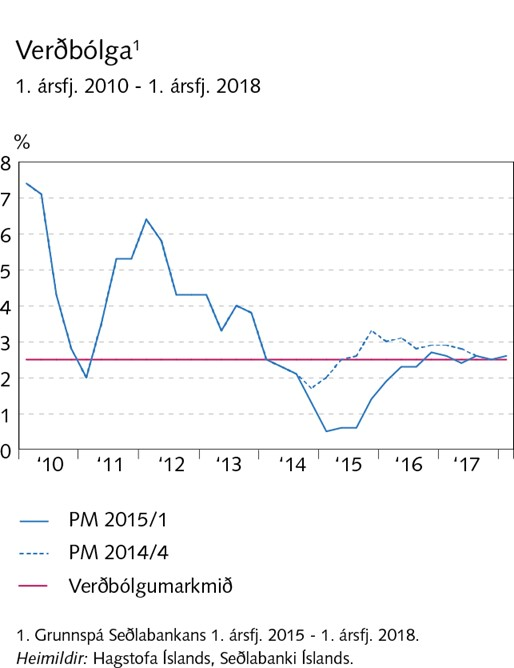 Verðbólga¹
1. ársfj. 2010 - 1. ársfj. 2018
%
8
7
6
5
4
3
2
1
0
‘10 ‘11 ‘12 ‘13 ‘14 ‘15 ‘16 ‘17
PM 2015/1
PM 2014/4
Verðbólgumarkmið
1. Grunnspá Seðlabankans 1. ársfj. 2015 - 1. ársfj. 2018.
Heimildir: Hagstofa Íslands, Seðlabanki Íslands.